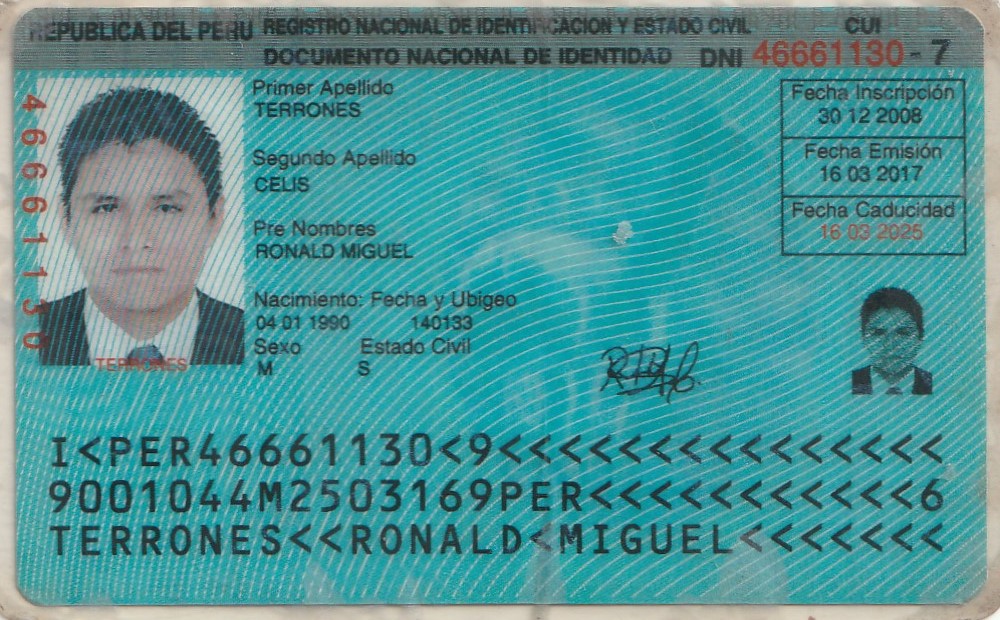 REPUBLICA DEL PERU REGISTRO NACIONAL DE IDENTIFICACION Y ESTADO CIVIL CUI
DOCUMENTO NACIONAL DE IDENTIDAD DNI 46661130 - 7
46661130
Primer Apellido
TERRONES
Segundo Apellido
CELIS
Pre Nombres
RONALD MIGUEL
Nacimiento: Fecha y Ubigeo
04 01 1990 140133
Sexo Estado Civil
M S
Fecha Inscripción
30 12 2008
Fecha Emisión
16 03 2017
Fecha Caducidad
16 03 2025
TERRONES
I<PER46661130<9<<<<<<<<<<<<<<<
9001044M2503169PER<<<<<<<<<<<6
TERRONES<<RONALD<MIGUEL<<<<<<<